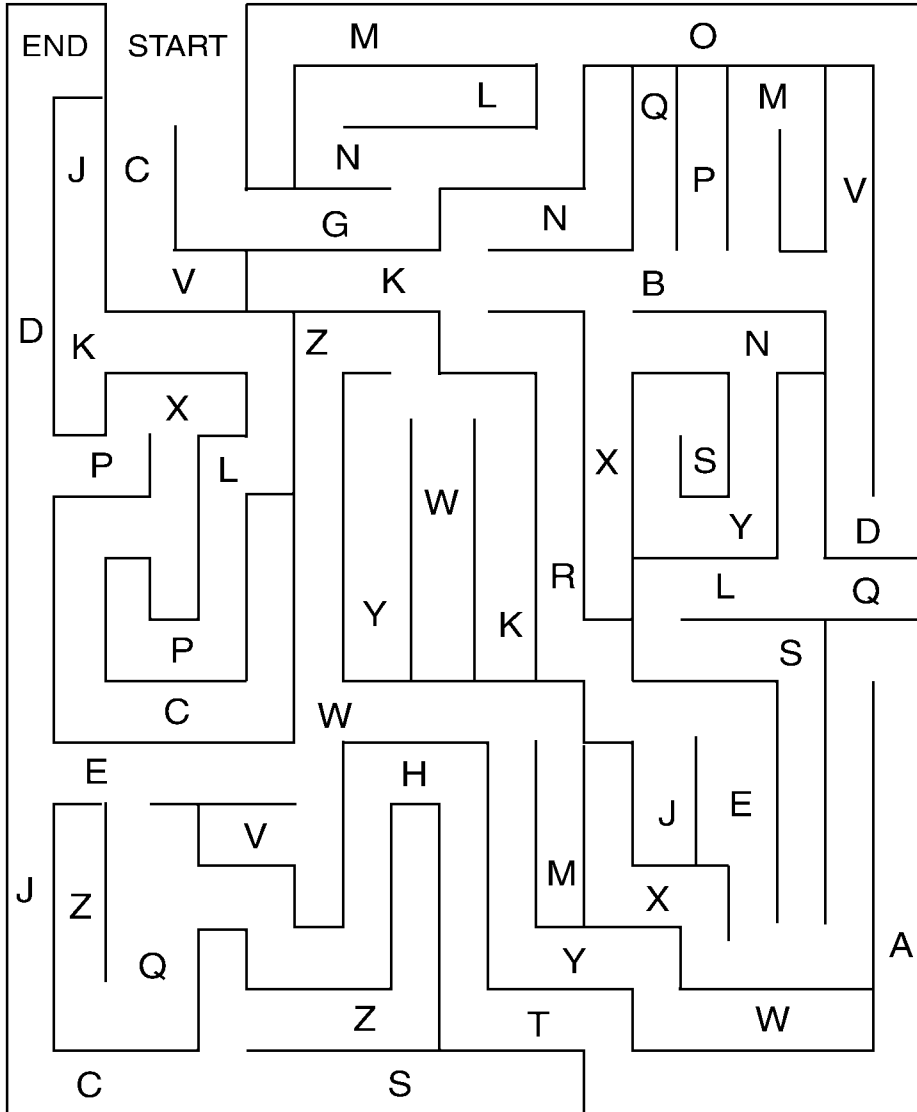 END START M O
L Q M
J C N P V
G N
V K B
D K Z N
X
P L W X S
Y D
R L Q
Y K
P S
C W
E H
V J E
J Z M X
Q Y A
Z T W
C S